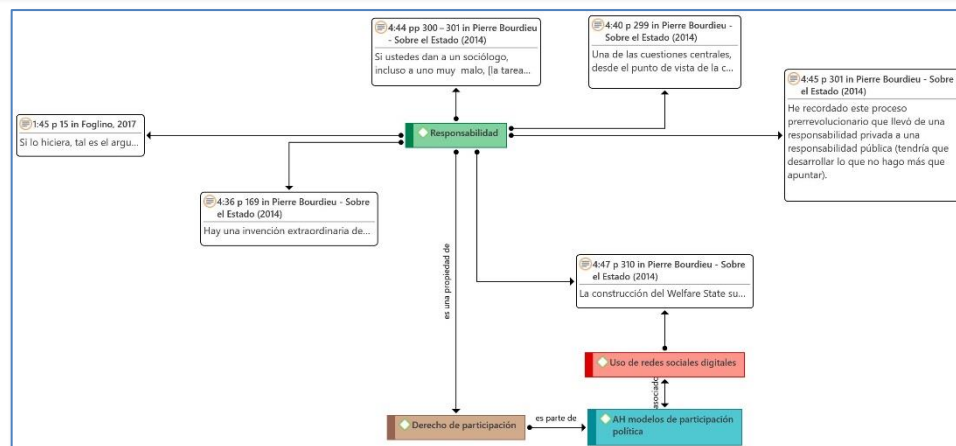 4:44 pp 300 – 301 in Pierre Bourdieu
- Sobre el Estado (2014)
Si ustedes dan a un sociólogo,
incluso a uno muy malo, [la tarea...
4:40 p 299 in Pierre Bourdieu -
Sobre el Estado (2014)
Una de las cuestiones centrales,
desde el punto de vista de la c...
4:45 p 301 in Pierre Bourdieu - Sobre
el Estado (2014)
He recordado este proceso
prerrevolucionario que llevó de una
responsabilidad privada a una
responsabilidad pública (tendría que
desarrollar lo que no hago más que
apuntar).
1:45 p 15 in Foglino, 2017
Si lo hiciera, tal es el argu...
Responsabilidad
4:36 p 169 in Pierre Bourdieu - Sobre
el Estado (2014)
Hay una invención extraordinaria de...
es una propiedad de
4:47 p 310 in Pierre Bourdieu - Sobre
el Estado (2014)
La construcción del Welfare State su...
Uso de redes sociales digitales
asociado
Derecho de participación
es parte de
AH modelos de participación
política